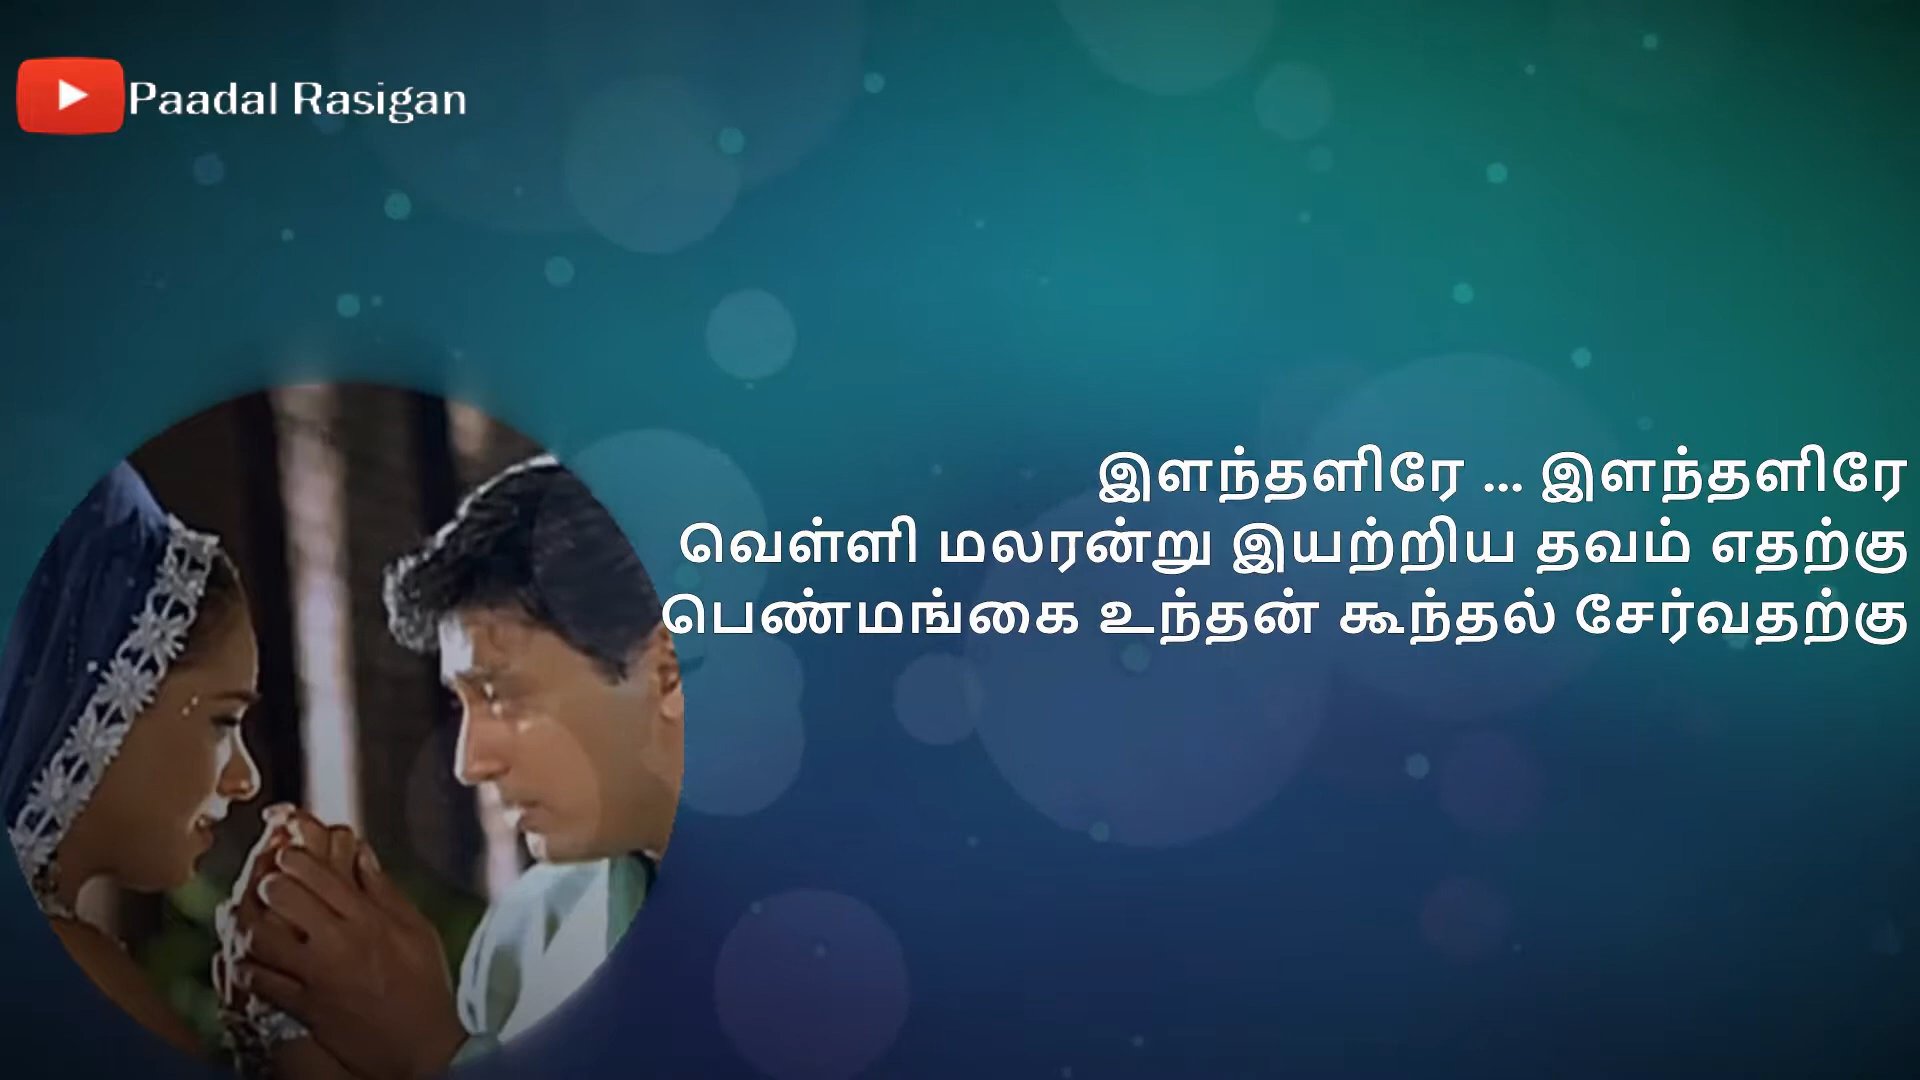 Paadal Rasigan
இளந்தளிரே ... இளந்தளிரே
வெள்ளி மலரன்று இயற்றிய தவம் எதற்கு
பெண்மங்கை உந்தன் கூந்தல் சேர்வதற்கு